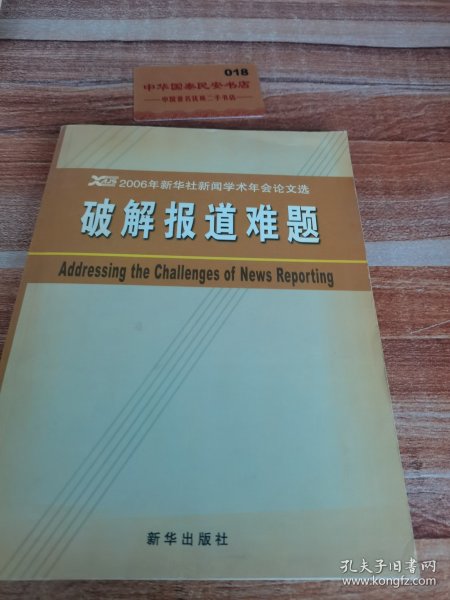 018
中华国泰民安书店
2006年新华社新闻学术年会论文选
破解报道难题
Addressing the Challenges of News Reporting
新华出版社
孔夫子旧书网
www.kongfz.com